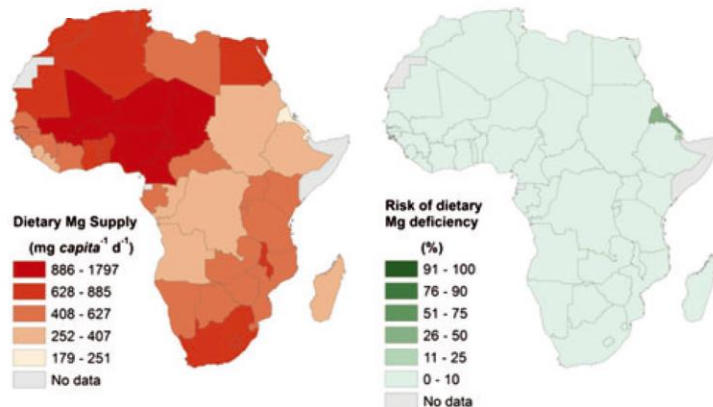 Dietary Mg Supply
(mg capita⁻¹ d⁻¹)
886 - 1797
628 - 885
408 - 627
252 - 407
179 - 251
No data
Risk of dietary
Mg deficiency
(%)
91 - 100
76 - 90
51 - 75
26 - 50
11 - 25
0 - 10
No data